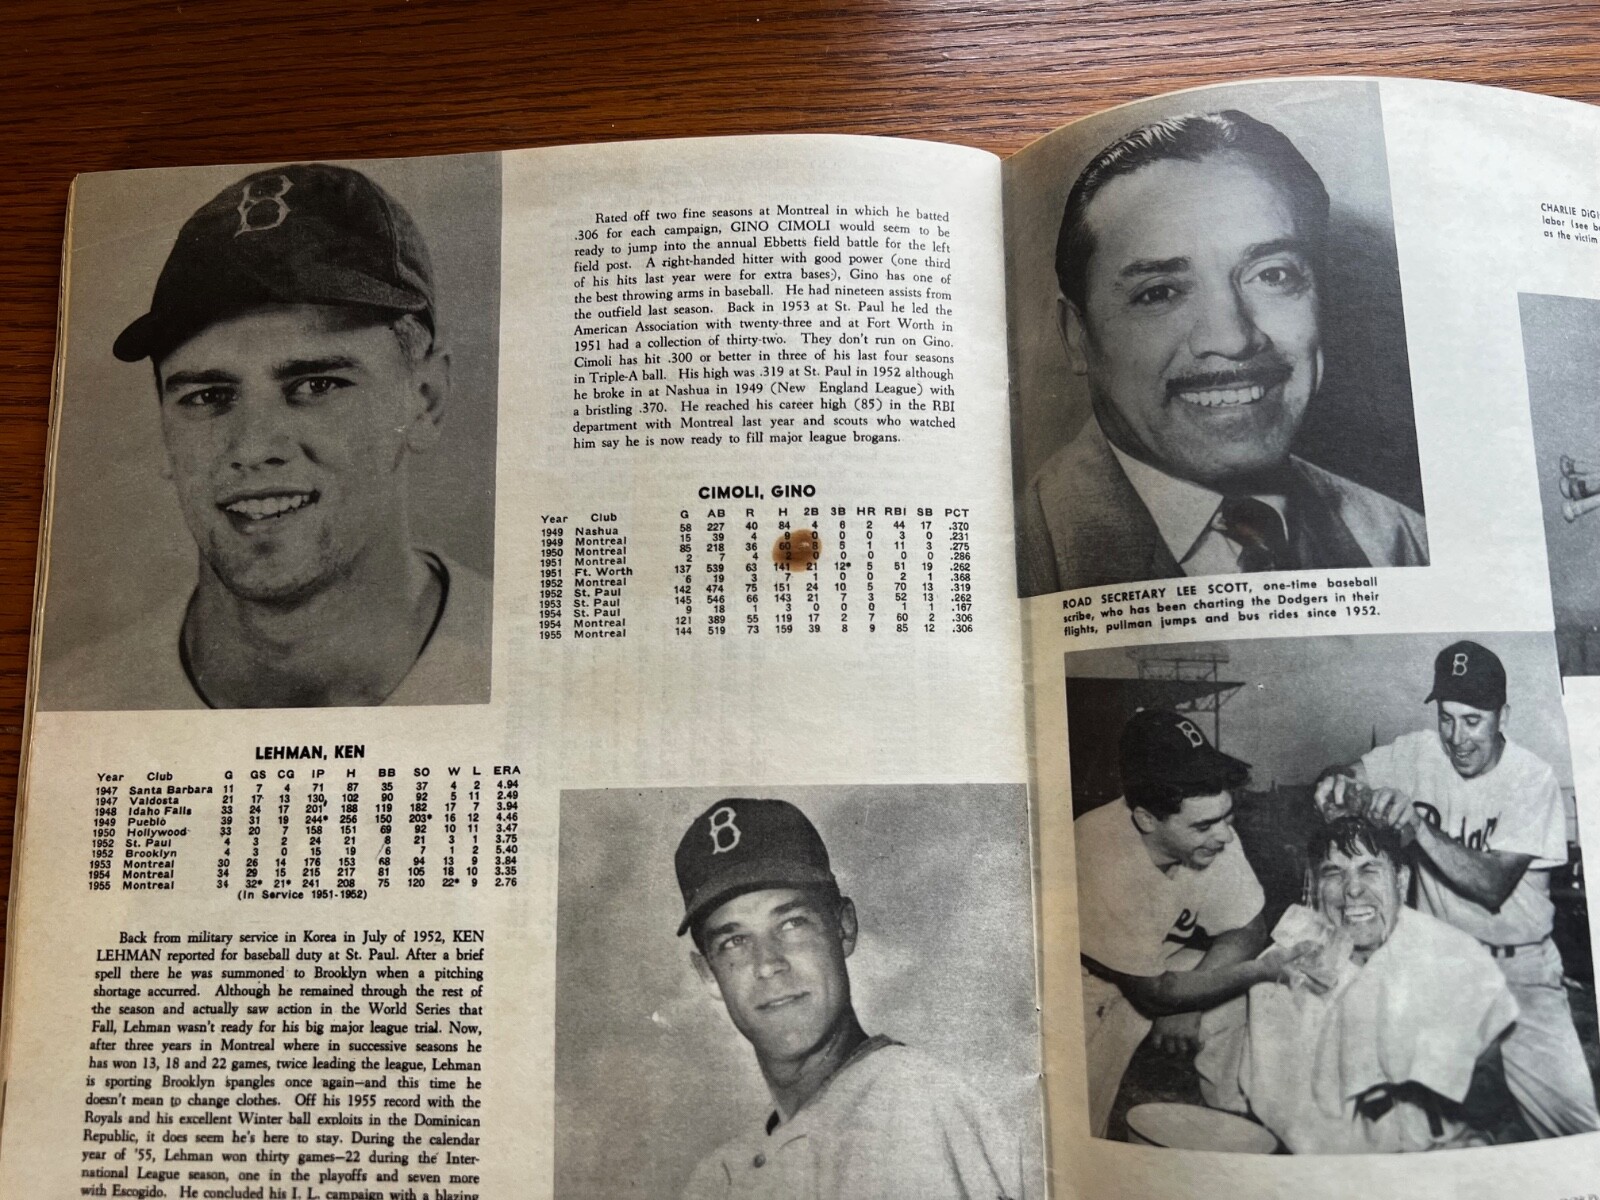 Rated off two fine seasons at Montreal in which he batted
.306 for each campaign, GINO CIMOLI would seem to be
ready to jump into the annual Ebbetts field battle for the left
field post. A right-handed hitter with good power (one third
of his hits last year were for extra bases), Gino has one of
the best throwing arms in baseball. He had nineteen assists from
the outfield last season. Back in 1953 at St. Paul he led the
American Association with twenty-three and at Fort Worth in
1951 had a collection of thirty-two. They don't run on Gino.
Cimoli has hit .300 or better in three of his last four seasons
in Triple-A ball. His high was .319 at St. Paul in 1952 although
he broke in at Nashua in 1949 (New England League) with
a bristling .370. He reached his career high (85) in the RBI
department with Montreal last year and scouts who watched
him say he is now ready to fill major league brogans.
CIMOLI, GINO
Year Club G AB R H 2B 3B HR RBI SB PCT
1949 Nashua 58 227 40 84 4 6 2 44 17 .370
1949 Montreal 15 39 4 9 0 0 0 3 0 .231
1950 Montreal 85 218 36 60 8 5 1 11 3 .275
1951 Montreal 2 7 4 2 0 0 0 0 0 .286
1951 Ft. Worth 137 539 63 141 21 12* 5 51 19 .262
1952 Montreal 6 19 3 7 1 0 0 2 1 .368
1952 St. Paul 142 474 75 151 24 10 5 70 13 .319
1953 St. Paul 145 546 66 143 21 7 3 52 13 .262
1954 St. Paul 9 18 1 3 0 0 0 1 1 .167
1954 Montreal 121 389 55 119 17 2 7 60 2 .306
1955 Montreal 144 519 73 159 39 8 9 85 12 .306
B
LEHMAN, KEN
Year Club G GS CG IP H BB SO W L ERA
1947 Santa Barbara 11 7 4 71 87 35 37 4 2 4.94
1947 Valdosta 21 17 13 130 102 90 92 5 11 2.49
1948 Idaho Falls 33 24 17 201 188 119 182 17 7 3.94
1949 Pueblo 39 31 19 244* 256 150 203* 16 12 4.46
1950 Hollywood 33 20 7 158 151 69 92 10 11 3.47
1952 St. Paul 4 3 2 24 21 8 21 3 1 3.75
1952 Brooklyn 4 3 0 15 19 6 7 1 2 5.40
1953 Montreal 30 26 14 176 153 68 94 13 9 3.84
1954 Montreal 34 29 15 215 217 81 105 18 10 3.35
1955 Montreal 34 32* 21* 241 208 75 120 22* 9 2.76
(In Service 1951-1952)
Back from military service in Korea in July of 1952, KEN
LEHMAN reported for baseball duty at St. Paul. After a brief
spell there he was summoned to Brooklyn when a pitching
shortage accurred. Although he remained through the rest of
the season and actually saw action in the World Series that
Fall, Lehman wasn't ready for his big major league trial. Now,
after three years in Montreal where in successive seasons he
has won 13, 18 and 22 games, twice leading the league, Lehman
is sporting Brooklyn spangles once again—and this time he
doesn't mean to change clothes. Off his 1955 record with the
Royals and his excellent Winter ball exploits in the Dominican
Republic, it does seem he's here to stay. During the calendar
year of '55, Lehman won thirty games—22 during the Inter-
national League season, one in the playoffs and seven more
with Escogido. He concluded his I. L. campaign with a blazing
B
ROAD SECRETARY LEE SCOTT, one-time baseball
scribe, who has been charting the Dodgers in their
flights, pullman jumps and bus rides since 1952.
B
B
CHARLIE DiGI
labor (see b
as the victim